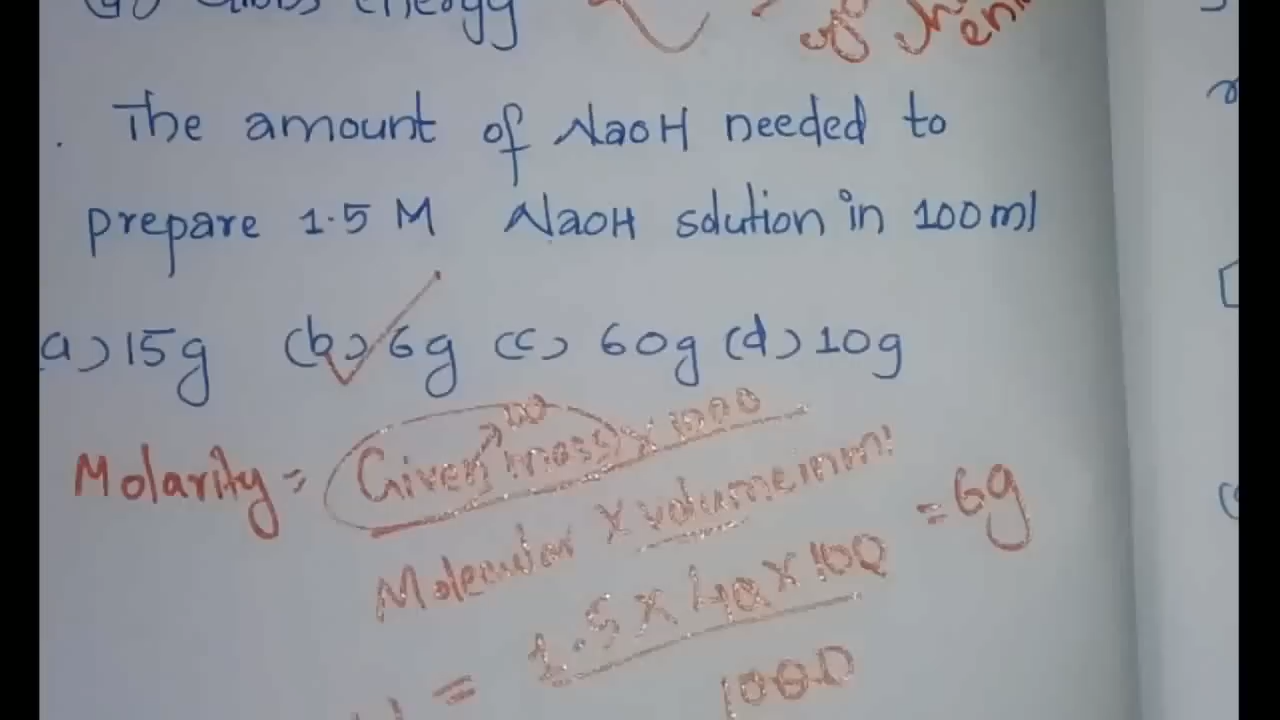 energy
. The amount of NaoH needed to
prepare 1.5 M NaoH solution in 100ml
a) 15g (b) 6g (c) 60g (d) 10g
Molarity = Given mass x 1000
Molecular x volume in ml
= 6g
= 1.5 x 40 x 100
1000